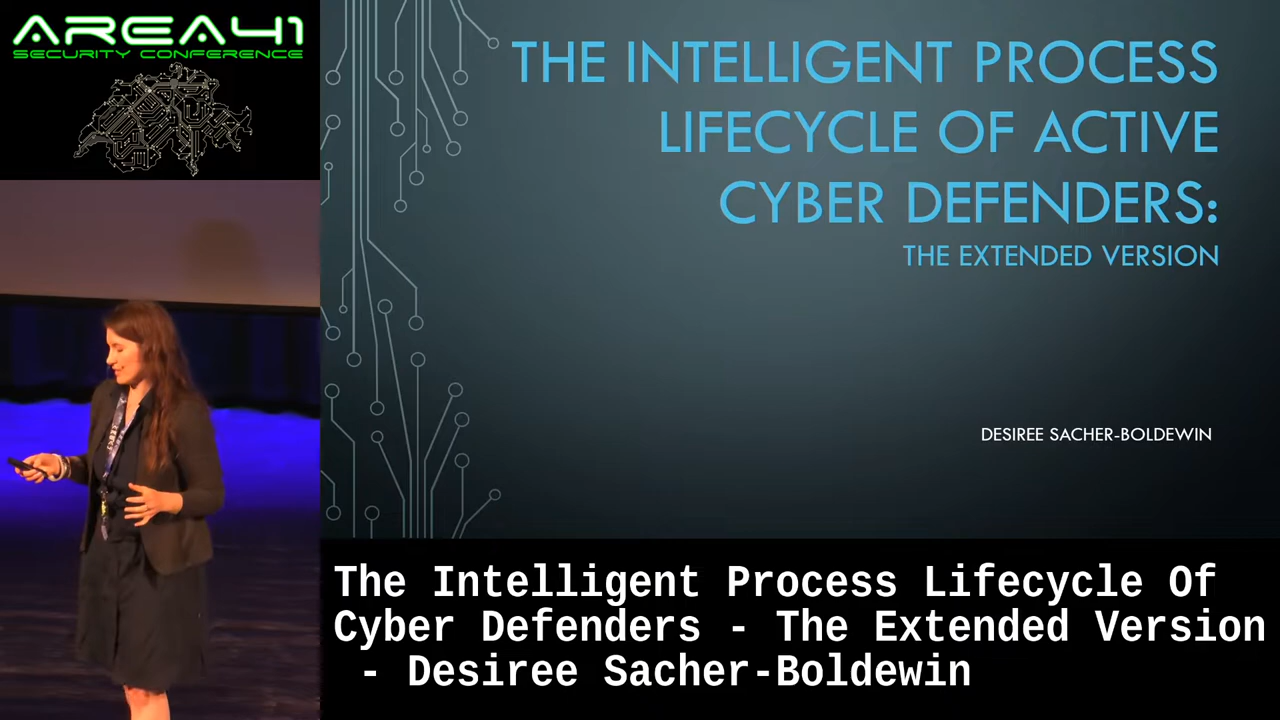 AREA41
SECURITY CONFERENCE
THE INTELLIGENT PROCESS
LIFECYCLE OF ACTIVE
CYBER DEFENDERS:
THE EXTENDED VERSION
DESIREE SACHER-BOLDEWIN
The Intelligent Process Lifecycle Of
Cyber Defenders - The Extended Version
- Desiree Sacher-Boldewin